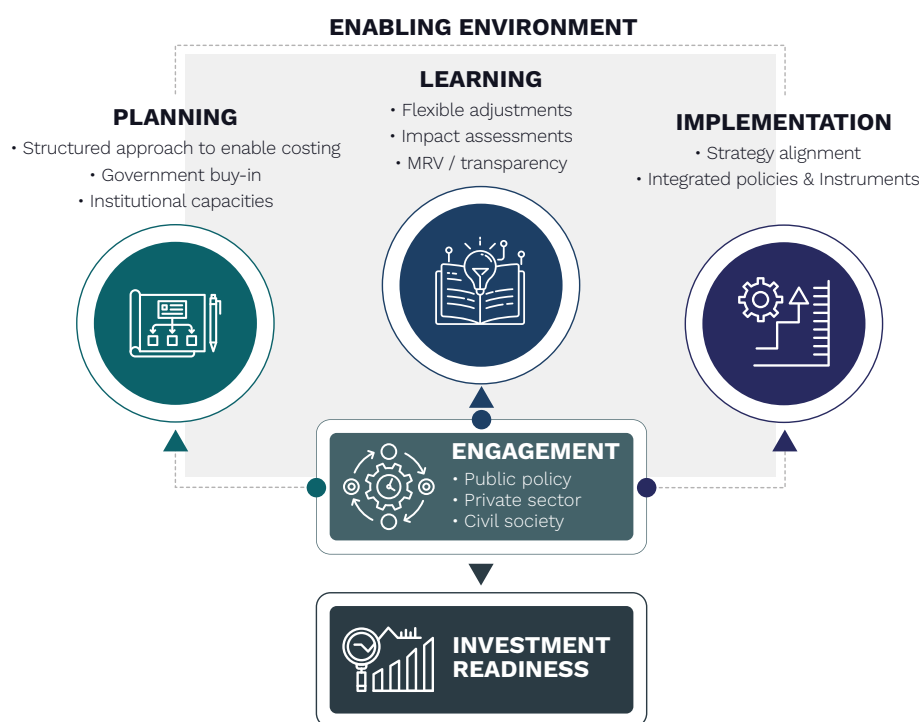 ENABLING ENVIRONMENT
LEARNING
• Flexible adjustments
• Impact assessments
• MRV / transparency
PLANNING
• Structured approach to enable costing
• Government buy-in
• Institutional capacities
IMPLEMENTATION
• Strategy alignment
• Integrated policies & Instruments
ENGAGEMENT
• Public policy
• Private sector
• Civil society
INVESTMENT
READINESS